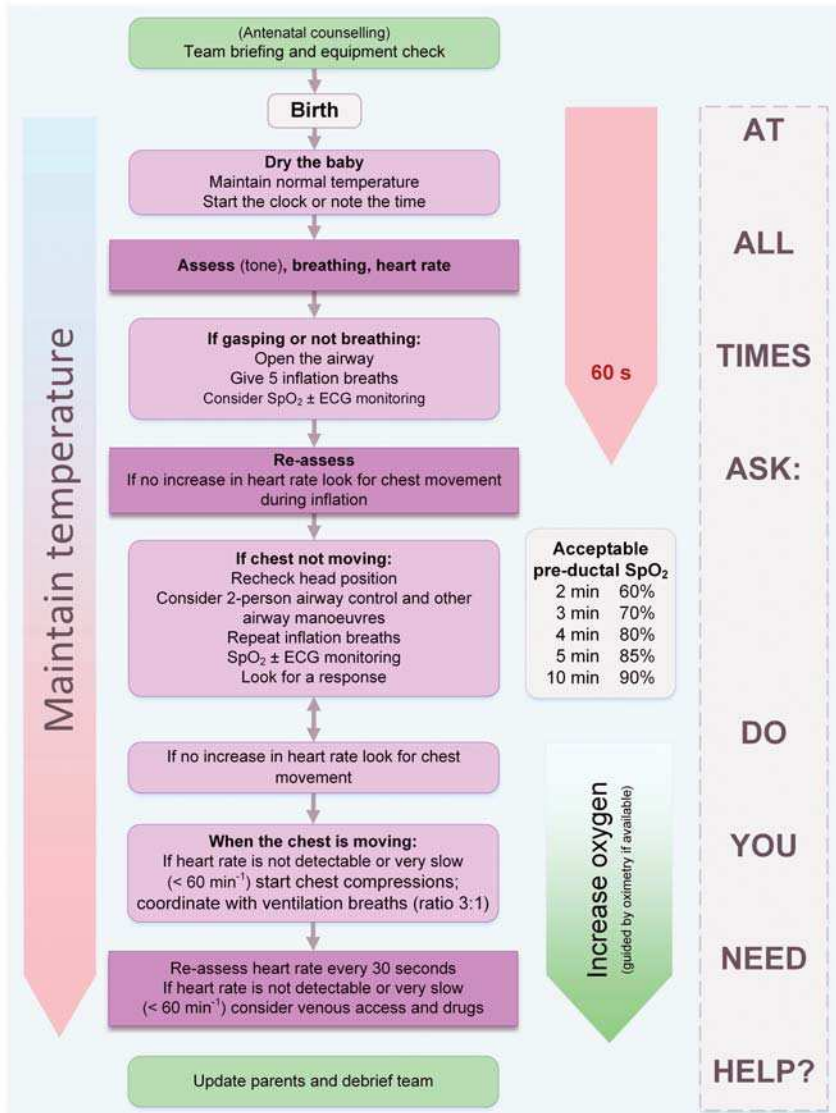 (Antenatal counselling)
Team briefing and equipment check
Birth
Dry the baby
Maintain normal temperature
Start the clock or note the time
Assess (tone), breathing, heart rate
If gasping or not breathing:
Open the airway
Give 5 inflation breaths
Consider SpO₂ ± ECG monitoring
Re-assess
If no increase in heart rate look for chest movement
during inflation
If chest not moving:
Recheck head position
Consider 2-person airway control and other
airway manoeuvres
Repeat inflation breaths
SpO₂ ± ECG monitoring
Look for a response
If no increase in heart rate look for chest
movement
When the chest is moving:
If heart rate is not detectable or very slow
(< 60 min⁻¹) start chest compressions;
coordinate with ventilation breaths (ratio 3:1)
Re-assess heart rate every 30 seconds
If heart rate is not detectable or very slow
(< 60 min⁻¹) consider venous access and drugs
Update parents and debrief team
Maintain temperature
60 s
Acceptable
pre-ductal SpO₂
2 min 60%
3 min 70%
4 min 80%
5 min 85%
10 min 90%
Increase oxygen
(guided by oximetry if available)
AT
ALL
TIMES
ASK:
DO
YOU
NEED
HELP?